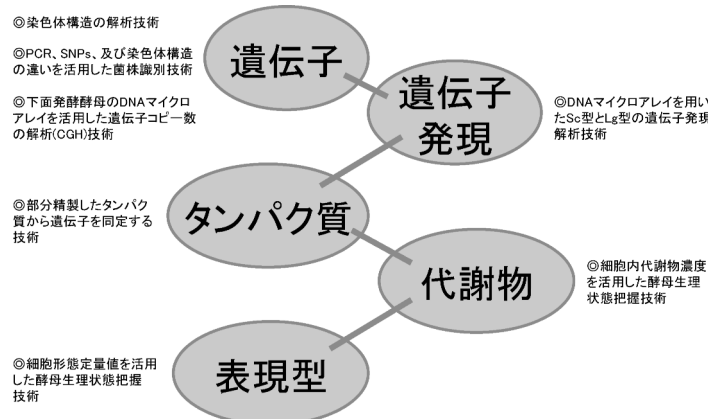 ◎染色体構造の解析技術
◎PCR、SNPs、及び染色体構造
の違いを活用した菌株識別技術
◎下面発酵酵母のDNAマイクロ
アレイを活用した遺伝子コピー数
の解析(CGH)技術
遺伝子
遺伝子
発現
◎DNAマイクロアレイを用い
たSc型とLg型の遺伝子発現
解析技術
◎部分精製したタンパク
質から遺伝子を同定する
技術
タンパク質
代謝物
◎細胞内代謝物濃度
を活用した酵母生理
状態把握技術
◎細胞形態定量値を活用
した酵母生理状態把握
技術
表現型